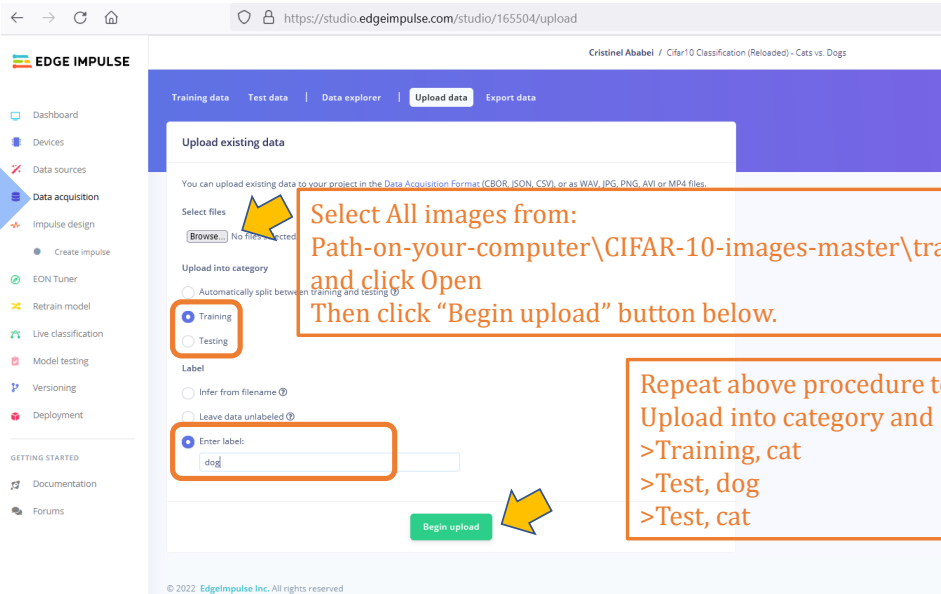 https://studio.edgeimpulse.com/studio/165504/upload
EDGE IMPULSE
Cristinel Ababei / Cifar10 Classification (Reloaded) - Cats vs. Dogs
Training data Test data | Data explorer | Upload data Export data
Dashboard
Devices
Data sources
Data acquisition
Impulse design
Create impulse
EON Tuner
Retrain model
Live classification
Model testing
Versioning
Deployment
GETTING STARTED
Documentation
Forums
Upload existing data
You can upload existing data to your project in the Data Acquisition Format (CBOR, JSON, CSV), or as WAV, JPG, PNG, AVI or MP4 files.
Select files
Browse... No files selected
Upload into category
Automatically split between training and testing
Training
Testing
Label
Infer from filename
Leave data unlabeled
Enter label:
dog
Begin upload
Select All images from:
Path-on-your-computer\CIFAR-10-images-master\tra
and click Open
Then click “Begin upload” button below.
Repeat above procedure to
Upload into category and
>Training, cat
>Test, dog
>Test, cat
© 2022 EdgeImpulse Inc. All rights reserved